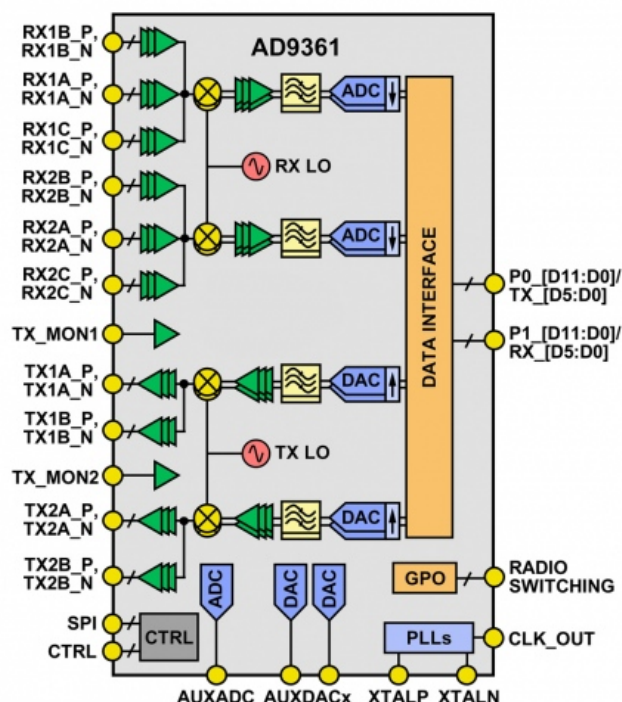 AD9361
RX1B_P,
RX1B_N
RX1A_P,
RX1A_N
RX1C_P,
RX1C_N
RX2B_P,
RX2B_N
RX2A_P,
RX2A_N
RX2C_P,
RX2C_N
TX_MON1
TX1A_P,
TX1A_N
TX1B_P,
TX1B_N
TX_MON2
TX2A_P,
TX2A_N
TX2B_P,
TX2B_N
SPI
CTRL
CTRL
ADC
RX LO
ADC
DAC
TX LO
DAC
DATA INTERFACE
P0_[D11:D0]/
TX_[D5:D0]
P1_[D11:D0]/
RX_[D5:D0]
GPO
RADIO
SWITCHING
ADC
DAC
DAC
PLLs
CLK_OUT
AUXADC
AUXDACx
XTALP
XTALN